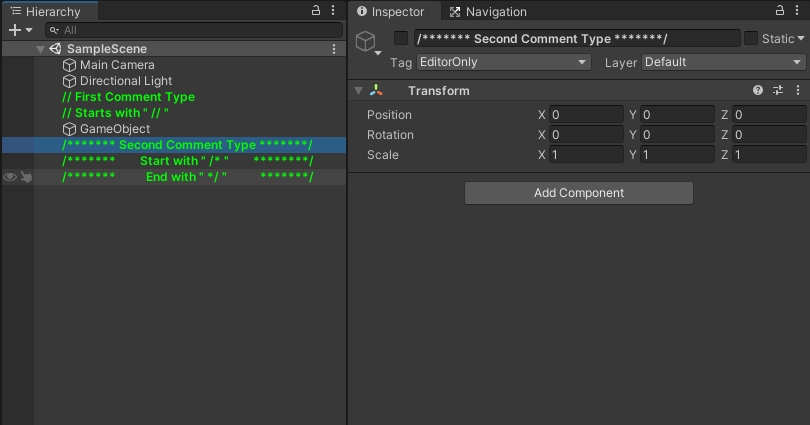 Hierarchy
All
SampleScene
Main Camera
Directional Light
// First Comment Type
// Starts with " // "
GameObject
/******* Second Comment Type *******/
/******* Start with " /* " ********/
/******* End with " */ " *******/
Inspector
Navigation
/******* Second Comment Type *******/
Static
Tag EditorOnly Layer Default
Transform
Position X 0 Y 0 Z 0
Rotation X 0 Y 0 Z 0
Scale X 1 Y 1 Z 1
Add Component